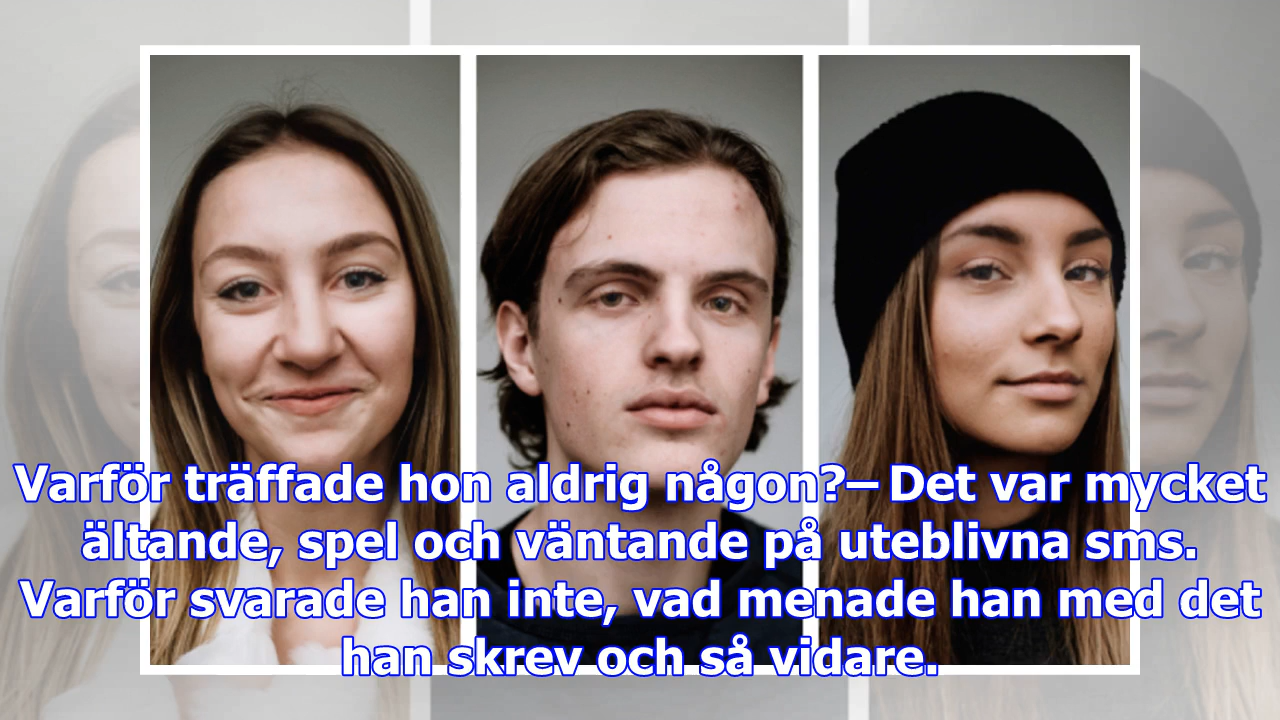 Varför träffade hon aldrig någon?– Det var mycket
ältande, spel och väntande på uteblivna sms.
Varför svarade han inte, vad menade han med det
han skrev och så vidare.